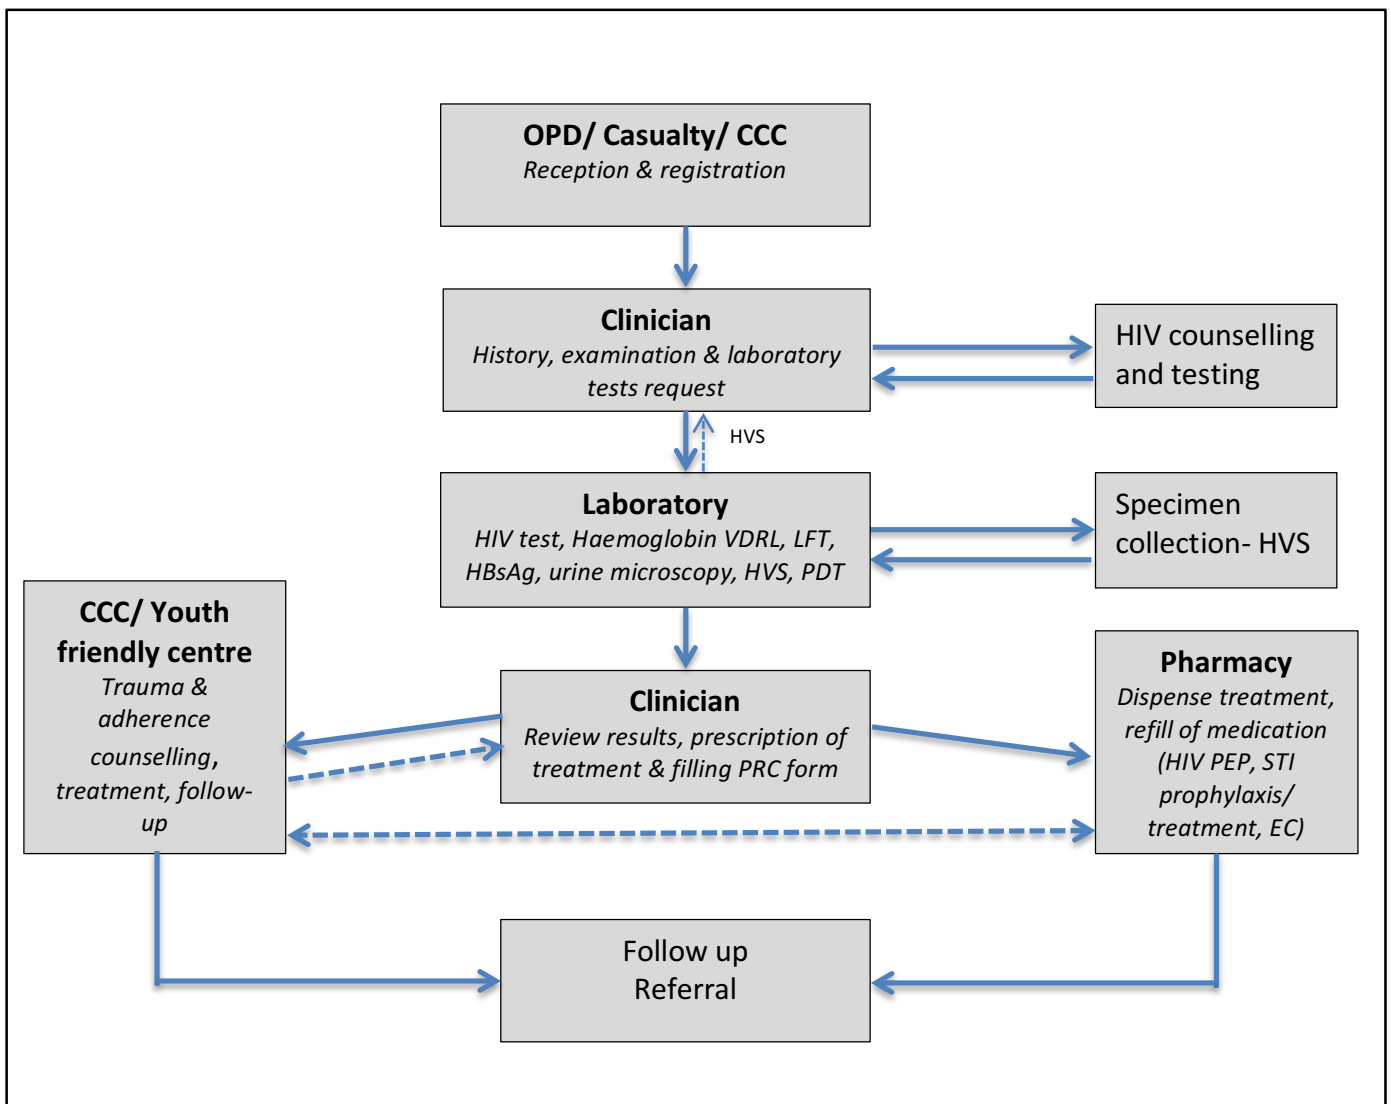 OPD/ Casualty/ CCC
Reception & registration
Clinician
History, examination & laboratory
tests request
HIV counselling
and testing
HVS
Laboratory
HIV test, Haemoglobin VDRL, LFT,
HBsAg, urine microscopy, HVS, PDT
Specimen
collection- HVS
CCC/ Youth
friendly centre
Trauma &
adherence
counselling,
treatment, follow-
up
Clinician
Review results, prescription of
treatment & filling PRC form
Pharmacy
Dispense treatment,
refill of medication
(HIV PEP, STI
prophylaxis/
treatment, EC)
Follow up
Referral